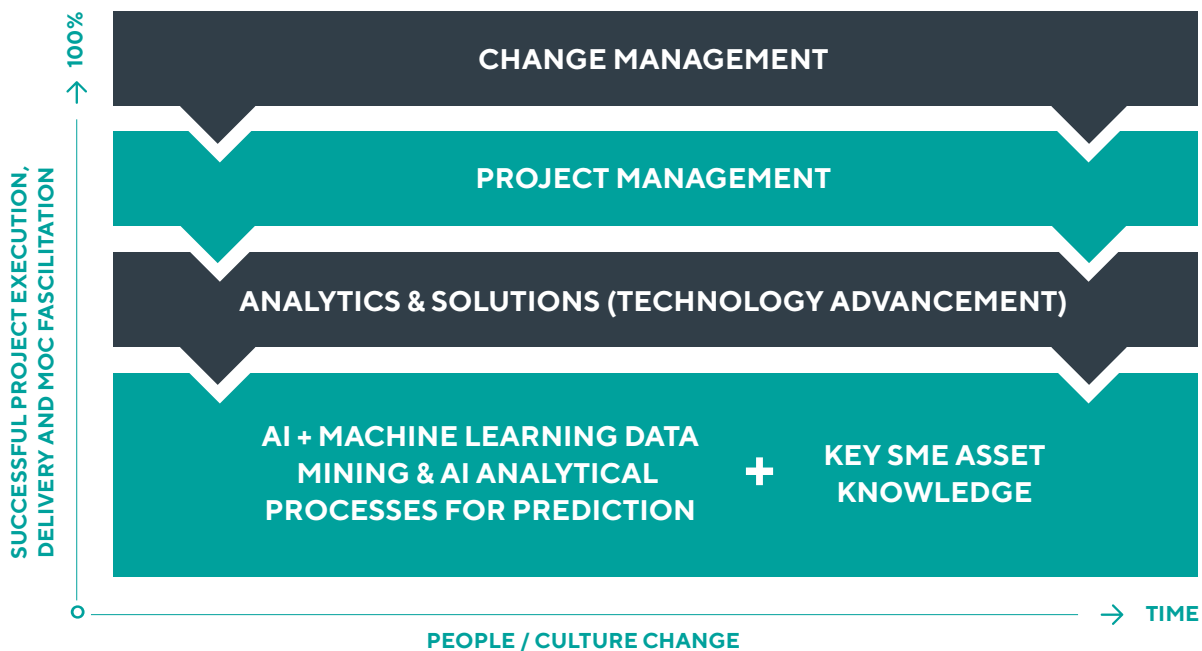 100%
SUCCESSFUL PROJECT EXECUTION,
DELIVERY AND MOC FASCILITATION
CHANGE MANAGEMENT
PROJECT MANAGEMENT
ANALYTICS & SOLUTIONS (TECHNOLOGY ADVANCEMENT)
AI + MACHINE LEARNING DATA
MINING & AI ANALYTICAL
PROCESSES FOR PREDICTION
+
KEY SME ASSET
KNOWLEDGE
TIME
PEOPLE / CULTURE CHANGE